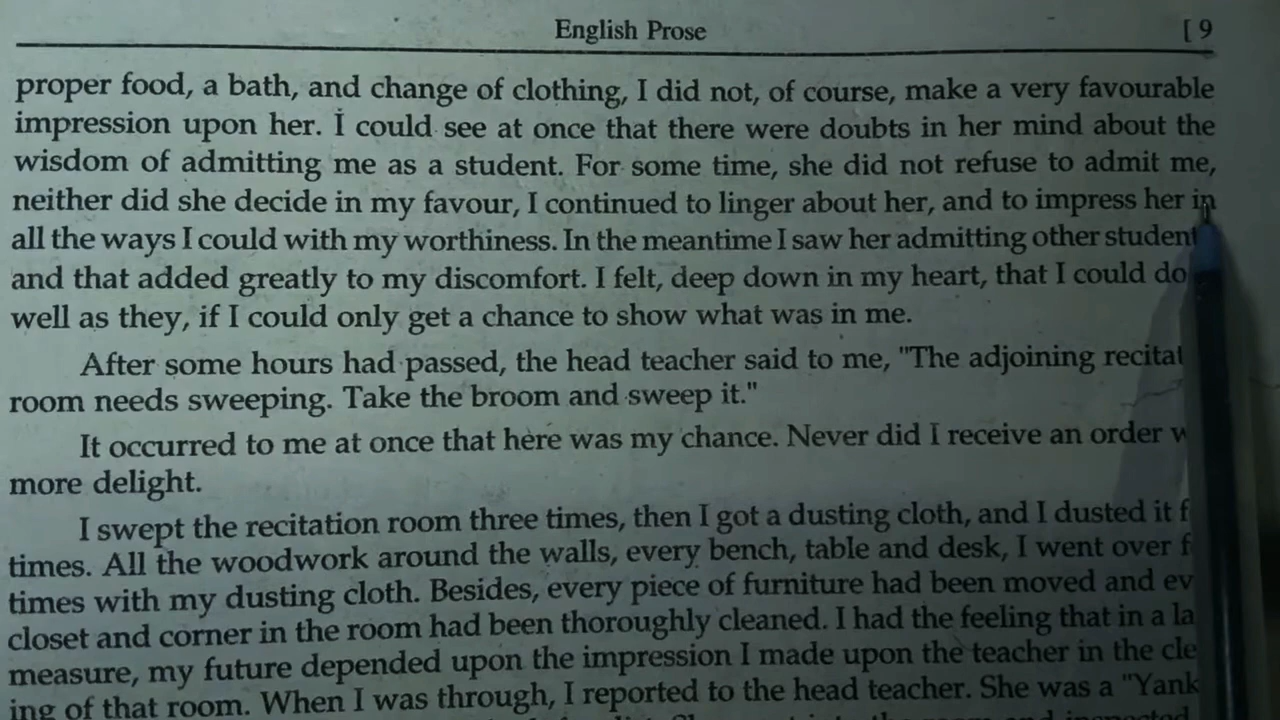 English Prose [ 9
proper food, a bath, and change of clothing, I did not, of course, make a very favourable
impression upon her. I could see at once that there were doubts in her mind about the
wisdom of admitting me as a student. For some time, she did not refuse to admit me,
neither did she decide in my favour, I continued to linger about her, and to impress her in
all the ways I could with my worthiness. In the meantime I saw her admitting other student
and that added greatly to my discomfort. I felt, deep down in my heart, that I could do
well as they, if I could only get a chance to show what was in me.
After some hours had passed, the head teacher said to me, "The adjoining recitat
room needs sweeping. Take the broom and sweep it."
It occurred to me at once that here was my chance. Never did I receive an order w
more delight.
I swept the recitation room three times, then I got a dusting cloth, and I dusted it f
times. All the woodwork around the walls, every bench, table and desk, I went over f
times with my dusting cloth. Besides, every piece of furniture had been moved and ev
closet and corner in the room had been thoroughly cleaned. I had the feeling that in a la
measure, my future depended upon the impression I made upon the teacher in the cle
ing of that room. When I was through, I reported to the head teacher. She was a "Yank